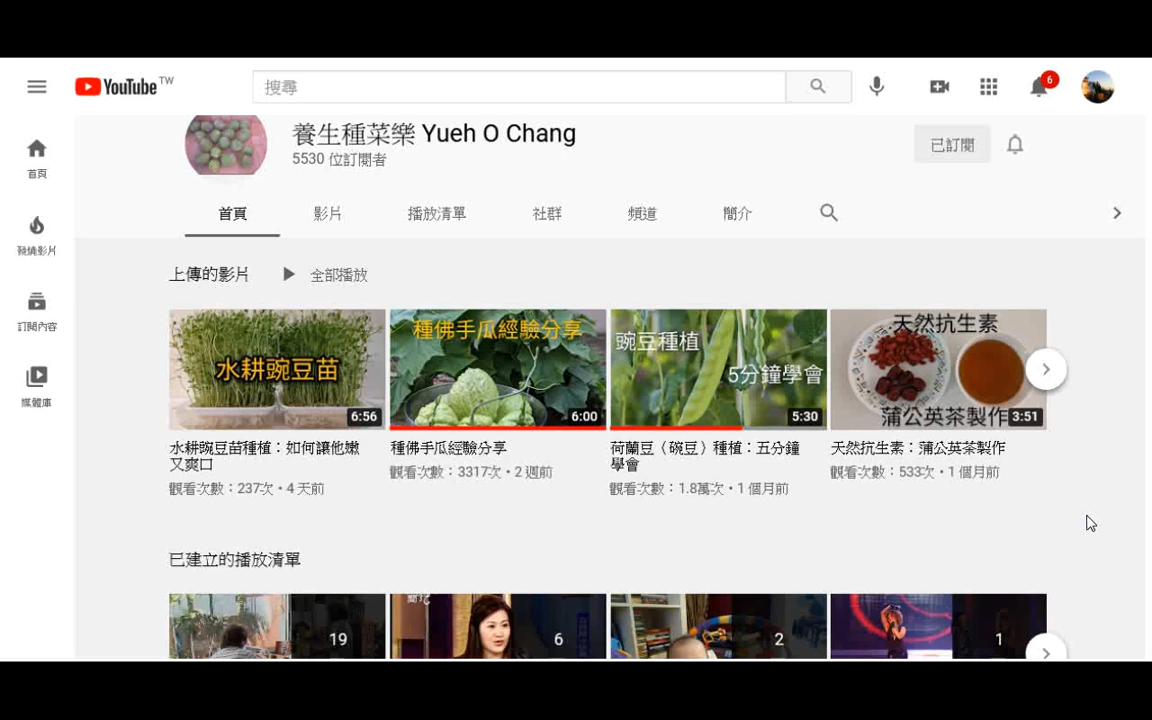 YouTube TW
搜尋
6
首頁
發燒影片
訂閱內容
媒體庫
養生種菜樂 Yueh O Chang
5530 位訂閱者
已訂閱
首頁 影片 播放清單 社群 頻道 簡介
上傳的影片 全部播放
水耕豌豆苗
6:56
水耕豌豆苗種植：如何讓他嫩
又爽口
觀看次數：237次・4 天前
種佛手瓜經驗分享
6:00
種佛手瓜經驗分享
觀看次數：3317次・2 週前
豌豆種植
5分鐘學會
5:30
荷蘭豆（碗豆）種植：五分鐘
學會
觀看次數：1.8萬次・1 個月前
天然抗生素
蒲公英茶製作
3:51
天然抗生素：蒲公英茶製作
觀看次數：533次・1 個月前
已建立的播放清單
19
6
2
1